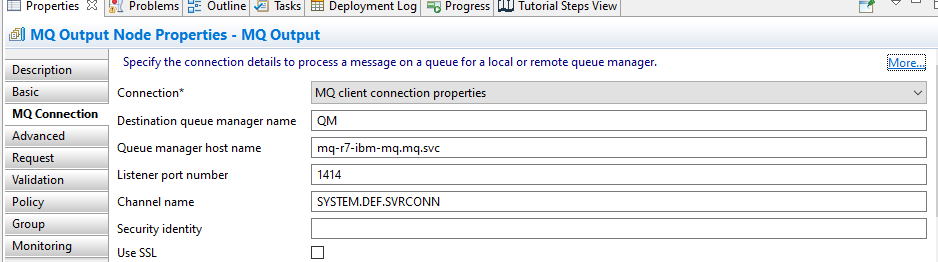 Properties Problems Outline Tasks Deployment Log Progress Tutorial Steps View
MQ Output Node Properties - MQ Output
Description
Basic
MQ Connection
Advanced
Request
Validation
Policy
Group
Monitoring
Specify the connection details to process a message on a queue for a local or remote queue manager. More...
Connection* MQ client connection properties
Destination queue manager name QM
Queue manager host name mq-r7-ibm-mq.mq.svc
Listener port number 1414
Channel name SYSTEM.DEF.SVRCONN
Security identity
Use SSL